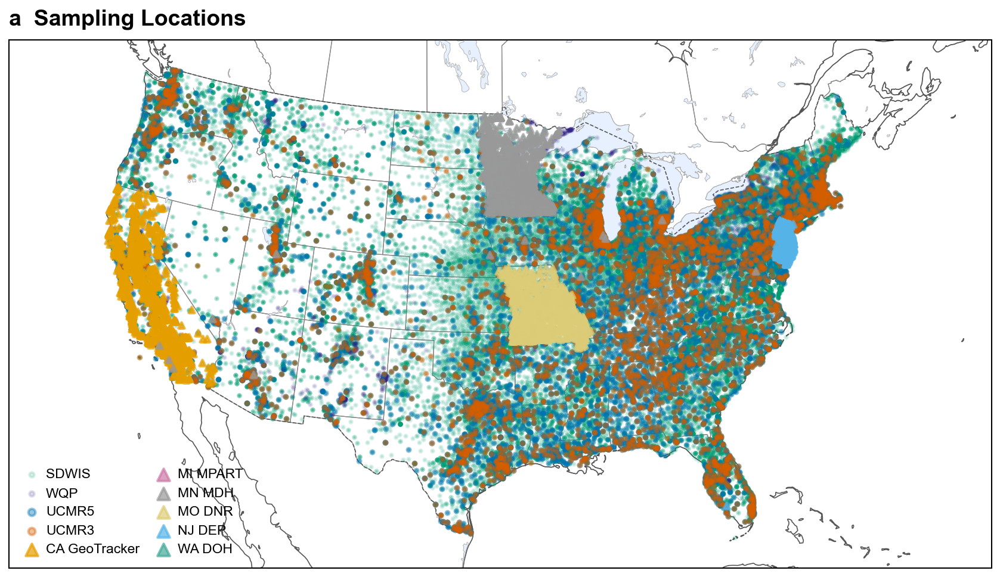 a Sampling Locations
SDWIS
WQP
UCMR5
UCMR3
CA GeoTracker
MI MPART
MN MDH
MO DNR
NJ DEP
WA DOH